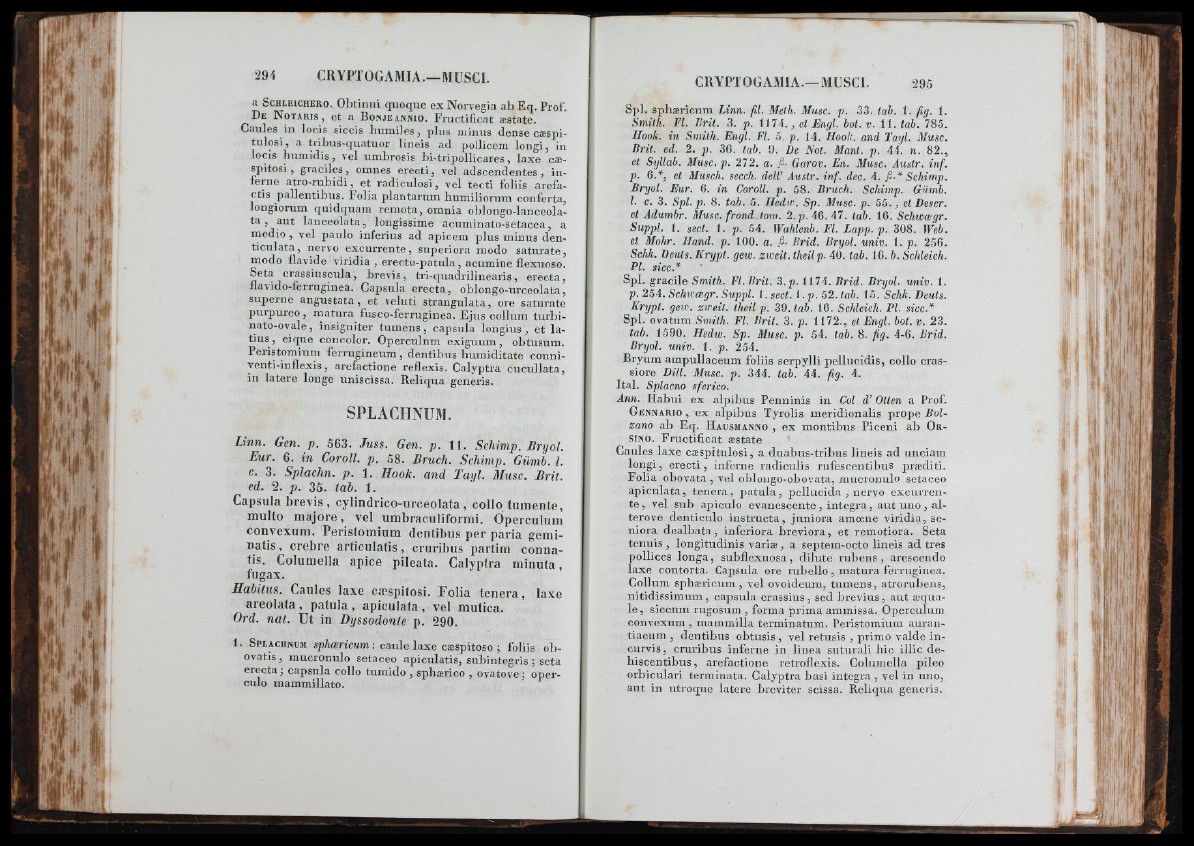 294 CRYPTOGAMIA.—MUSCI.
a SCHLEICHERO. Obtinui quoque ex Norvegia ab Eq. Prof.
DE NOTARIS, et a BONJEANNIO. Fructificat æstate.
Caules in locis siccis humiles, plus minus dense cæspi-
tulosi, a tribus-quatuor lineis ad pollicem longi, in
locis humidis, vel umbrosis bi-tripollicares, laxe cæ-
spitosi, graciles, omnes erecti, vel adscendentes, in-
ferne atro-rubidi, et radiculosi, vel tecti foliis arefa-
ctis pallentibus. Folia plantarum humiliorum conferta,
longiorum quidquam remota, omnia oblongo-lanceola-
ta, aut lanceolata, longissime acuminato-setacea, a
medio, vel paulo inferius ad apicem plus minus den-
ticulata, nervo excurrente, superiora modo saturate,
modo flavide viridia, erecto-patula, acumine flexuoso.
Seta crassiuscula, brevis, tri-quadrilinearis, erecta,
flavido-ferruginea. Capsula erecta, oblongo-urceolata,
superne angustata, et veluti strangulata, ore saturate
purpureo, matura fusco-ferruginea. Ejus collum turbi-
nato-ovale, insigniter tumens, capsula longius, et la-
tius, eique concolor. Operculum exiguum, obtusum.
Peristomium ferrugineum, dentibus humiditate conni-
venti-inflexis, arefactione reflexis. Calyptra cucullata,
in latere longe uniscissa. Reliqua generis.
SPLACHNUM.
Linn. Gen. p. 563. Juss. Gen. p. 11. Schimp. Bryol.
Eur. 6. in Coroll. p. 58. Bruch. Schimp. Gümb. l.
c. 3. Splachn. p. 1. Hook. and Tayl. Musc. Brit.
ed. 2. p. 35. tab. 1.
Capsula brevis, cylindrico-urceolata, collo tumente,
multo majore, vel umbraculiformi. Operculum
convexum. Peristomium dentibus per paria gemi-
natis, crebre articulatis, cruribus partim conna-
tis. Columella apice pileata. Calyptra minuta,
fugax.
Habitus. Caules laxe cæspitosi. Folia tenera, laxe
areolata, patula, apiculata, vel mutica.
Ord. nat. Ut in Dyssodonte p. 290.
1. SPLACHNUM sphæricum: caule laxe cæspitoso; foliis ob-
ovatis, mucronulo setaceo apiculatis, subintegris; seta
erecta; capsula collo tumido, sphærico, ovatove; oper-
culo mammillato.
CRYPTOGAMIA.—MUSCI. 295
Spl. sphæricum Linn. fil. Meth. Musc. p. 33. tab. 1. fig. 1.
Smith. Fl. Brit. 3. p. 1174., et Engl. bot. v. 11. tab. 785.
Hook. in Smith. Engl. Fl. 5. p. 14. Hook. and Tayl. Musc.
Brit. ed. 2. p. 36. tab. 9. De Not. Mant. p. 44. n. 82.,
et Syllab. Musc. p. 272. a. β. Garov. En. Musc. Austr. inf.
p. 6.*, et Musch. secch. dell' Austr. inf. dec. 4. β.* Schimp.
Bryol. Eur. 6. in Coroll. p. 58. Bruch. Schimp. Gümb.
l. c. 3. Spl. p. 8. tab. 5. Hedw. Sp. Musc. p. 55., et Descr.
et Adumbr. Musc. frond. tom. 2. p. 46. 47. tab. 16. Schwægr.
Suppl. 1. sect. 1. p. 54. Wahlenb. Fl. Lapp. p. 308. Web.
et Mohr. Hand. p. 100. a. β. Brid. Bryol. univ. 1. p. 256.
Schk. Deuts. Krypt. gew. zweit. theil p. 40. tab. 16. b. Schleich.
Pl. sicc.*
Spl. gracile Smith. Fl. Brit. 3. p. 1174. Brid. Bryol. univ. 1.
p. 254. Schwægr. Suppl. 1. sect. 1. p. 52. tab. 15. Schk. Deuts.
Krypt. gew. zweit. theil p. 39. tab. 16. Schleich. Pl. sicc.*
Spl. ovatum Smith. Fl. Brit. 3. p. 1172., et Engl. bot. v. 23.
tab. 1590. Hedw. Sp. Musc. p. 54. tab. 8. fig. 4-6. Brid.
Bryol. univ. 1. p. 254.
Bryum ampullaceum foliis serpylli pellucidis, collo cras-
siore Dill. Musc. p. 344. tab. 44. fig. 4.
Ital. Splacno sferico.
Ann. Habui ex alpibus Penninis in Col d' Olten a Prof.
GENNARIO, ex alpibus Tyrolis meridionalis prope Bol-
zano ab Eq. HAUSMANNO, ex montibus Piceni ab OR-
SINO. Fructificat æstate
Caules laxe cæspitulosi, a duabus-tribus lineis ad unciam
longi, erecti, inferne radiculis rufescentibus præditi.
Folia obovata, vel oblongo-obovata, mucronulo setaceo
apiculata, tenera, patula, pellucida, nervo excurren-
te, vel sub apiculo evanescente, integra, aut uno, al-
terove denticulo instructa, juniora amœne viridia, se-
niora dealbata, inferiora breviora, et remotiora. Seta
tenuis, longitudinis variæ, a septem-octo lineis ad tres
pollices longa, subflexuosa, dilute rubens, arescendo
laxe contorta. Capsula ore rubello, matura ferruginea.
Collum sphæricum, vel ovoideum, tumens, atrorubens,
nitidissimum, capsula crassius, sed brevius, aut æqua-
le, siccum rugosum, forma prima ammissa. Operculum
convexum, mammilla terminatum. Peristomium auran-
tiacum, dentibus obtusis, vel retusis, primo valde in-
curvis, cruribus inferne in linea suturali hic illic de-
hiscentibus, arefactione retroflexis. Columella pileo
orbiculari terminata. Calyptra basi integra, vel in uno,
aut in utroque latere breviter scissa. Reliqua generis.